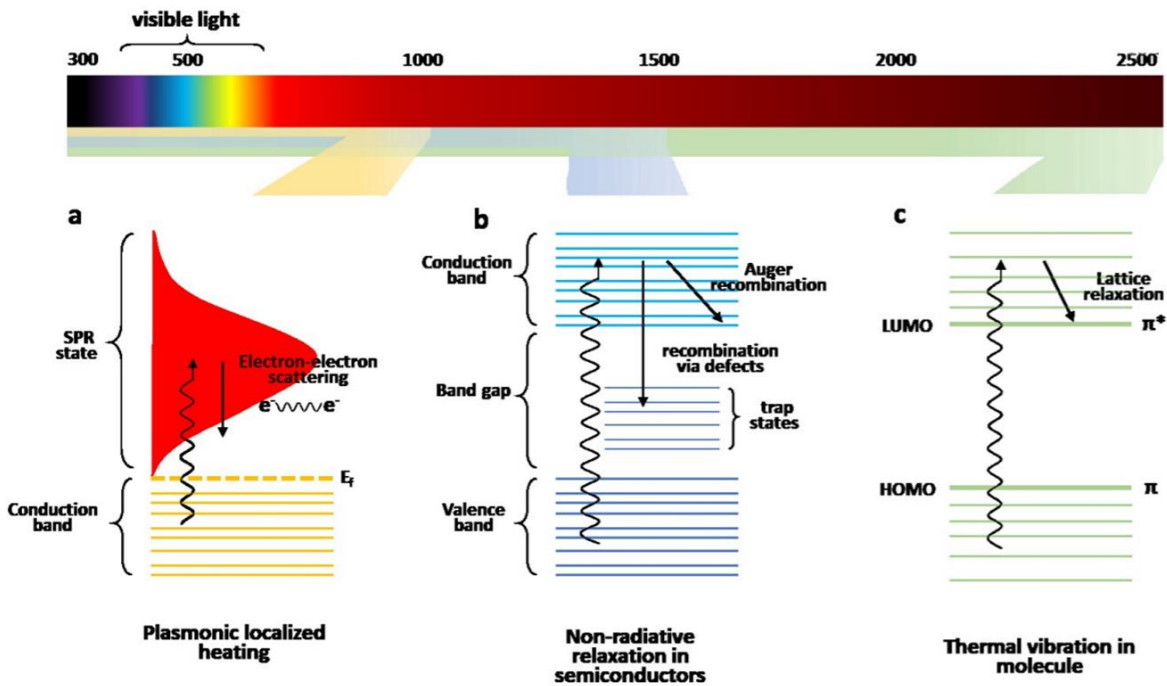 visible light
300 500 1000 1500 2000 2500
a
SPR
state
Electron-electron
scattering
e⁻ e⁻
E_f
Conduction
band
Plasmonic localized
heating
b
Conduction
band
Auger
recombination
recombination
via defects
Band gap
trap
states
Valence
band
Non-radiative
relaxation in
semiconductors
c
Lattice
relaxation
LUMO π*
HOMO π
Thermal vibration in
molecule